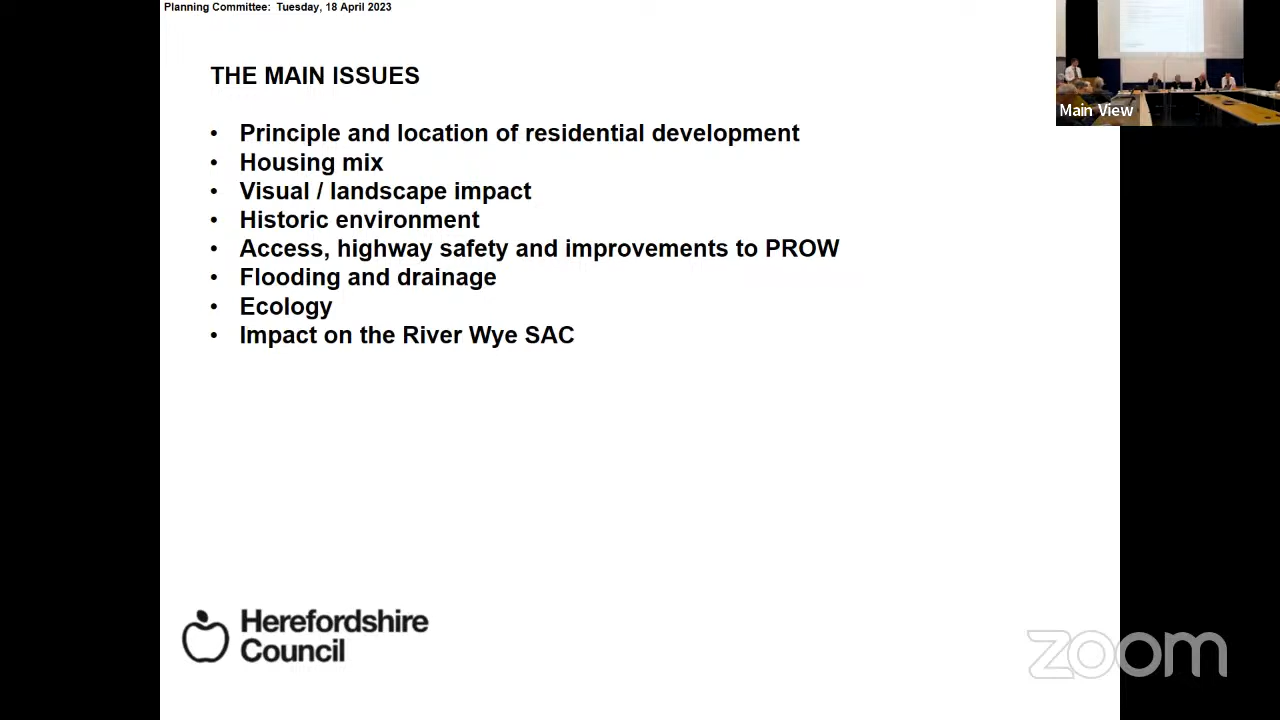 Planning Committee: Tuesday, 18 April 2023
Main View
THE MAIN ISSUES
• Principle and location of residential development
• Housing mix
• Visual / landscape impact
• Historic environment
• Access, highway safety and improvements to PROW
• Flooding and drainage
• Ecology
• Impact on the River Wye SAC
Herefordshire
Council
zoom